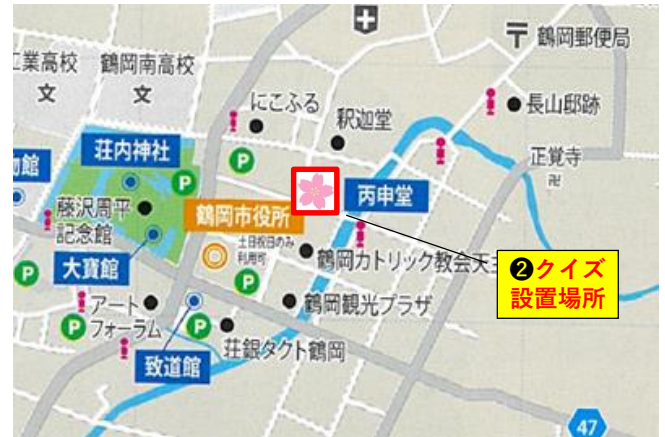 〒 鶴岡郵便局
工業高校
文
鶴岡南高校
文
にこふる
釈迦堂
長山邸跡
正覚寺
卍
荘内神社
P
P
物館
藤沢周平
記念館
大寶館
鶴岡市役所
土日祝日のみ
利用可
P
丙申堂
鶴岡カトリック教会天主
❷クイズ
設置場所
P
アート
フォーラム
P
致道館
鶴岡観光プラザ
荘銀タクト鶴岡
P
47